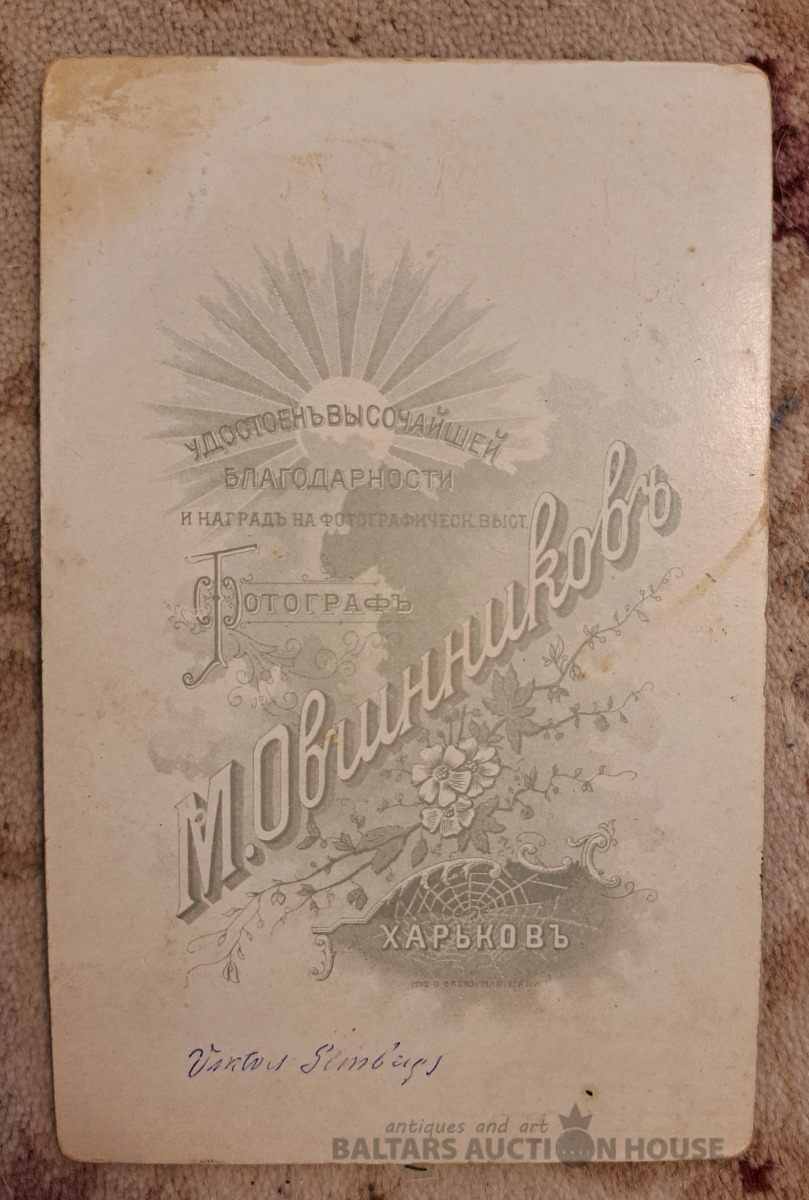 УДОСТОЕНЪ ВЫСОЧАЙШЕЙ
БЛАГОДАРНОСТИ
И НАГРАДЪ НА ФОТОГРАФИЧЕСК. ВЫСТ.
ФОТОГРАФЪ
М. Овчинниковъ
ХАРЬКОВЪ
antiques and art
BALTARS AUCTION HOUSE